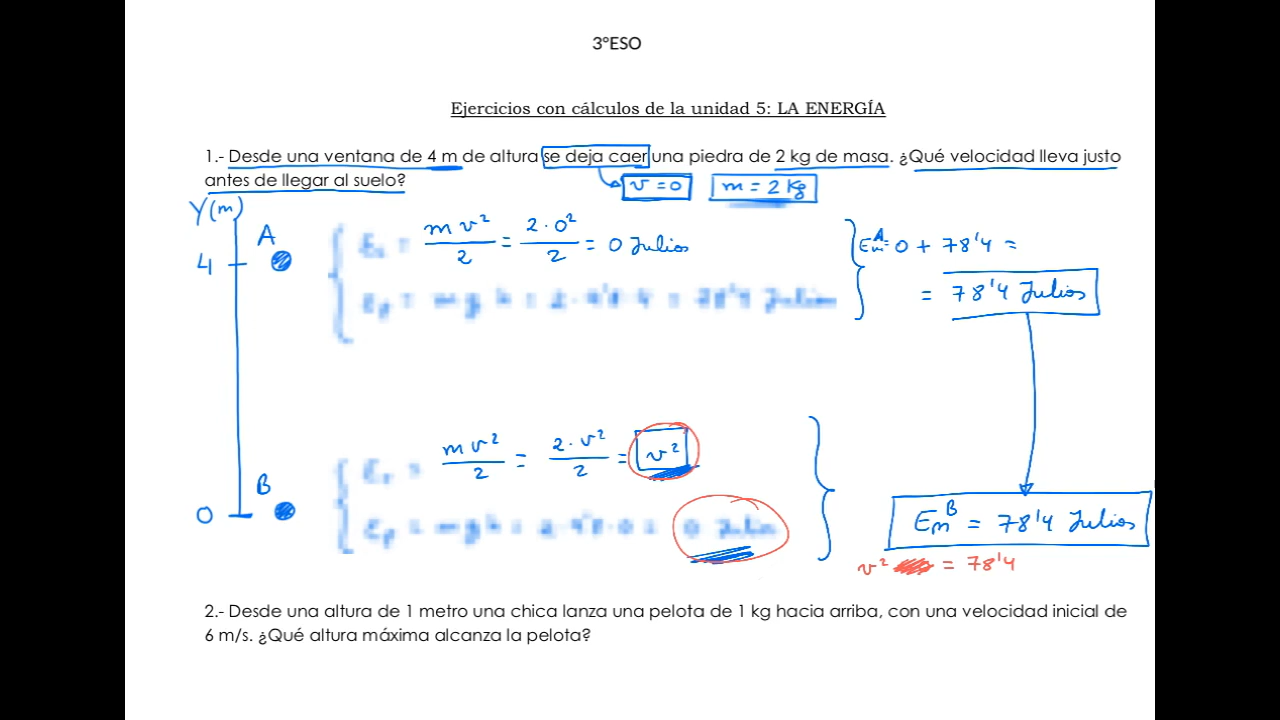 3ºESO
Ejercicios con cálculos de la unidad 5: LA ENERGÍA
1.- Desde una ventana de 4 m de altura se deja caer una piedra de 2 kg de masa. ¿Qué velocidad lleva justo
antes de llegar al suelo?
v = 0
m = 2 Kg
Y(m)
A
4
m v² / 2 = 2 · 0² / 2 = 0 Julios
EmA = 0 + 78'4 =
= 78'4 Julios
m v² / 2 = 2 · v² / 2 = v²
B
0
EmB = 78'4 Julios
v² = 78'4
2.- Desde una altura de 1 metro una chica lanza una pelota de 1 kg hacia arriba, con una velocidad inicial de
6 m/s. ¿Qué altura máxima alcanza la pelota?